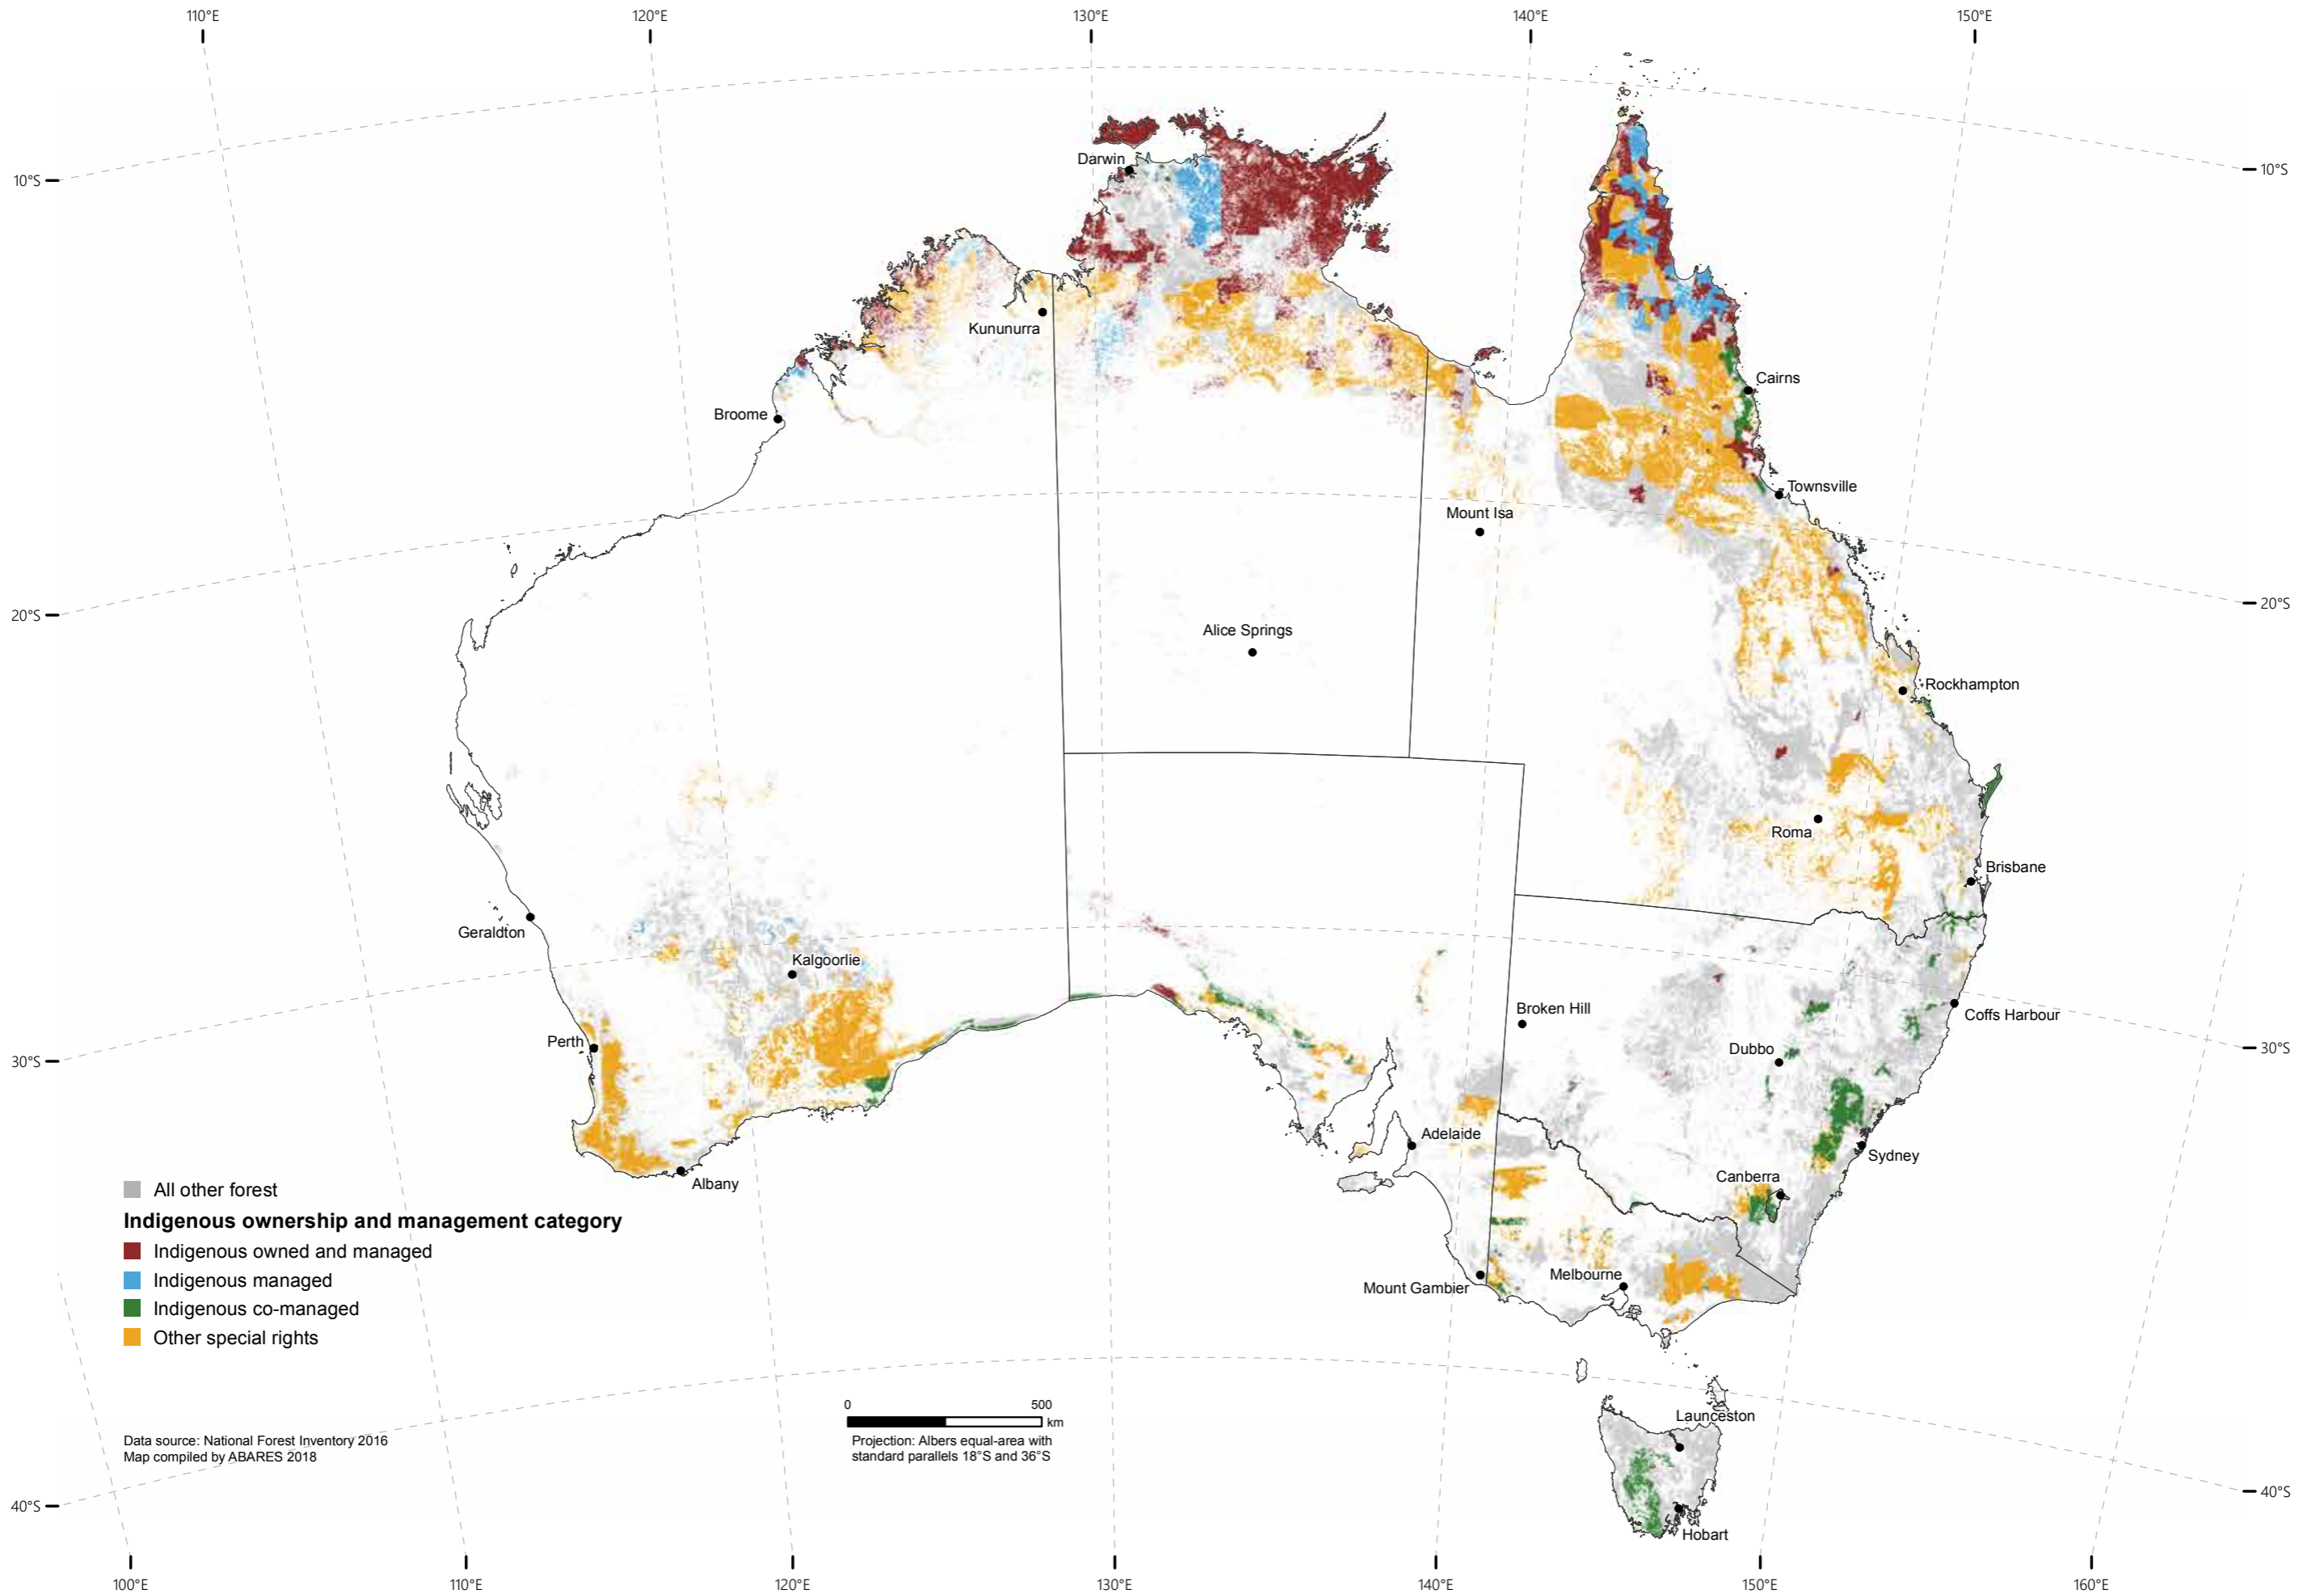 110°E 120°E 130°E 140°E 150°E
10°S
10°S
20°S
20°S
30°S
30°S
40°S
40°S
Darwin
Kununurra
Broome
Cairns
Townsville
Mount Isa
Alice Springs
Rockhampton
Roma
Brisbane
Geraldton
Kalgoorlie
Broken Hill
Coffs Harbour
Perth
Dubbo
Adelaide
Sydney
Canberra
Albany
Mount Gambier
Melbourne
Launceston
Hobart
All other forest
Indigenous ownership and management category
Indigenous owned and managed
Indigenous managed
Indigenous co-managed
Other special rights
0 500
km
Projection: Albers equal-area with
standard parallels 18°S and 36°S
Data source: National Forest Inventory 2016
Map compiled by ABARES 2018
100°E 110°E 120°E 130°E 140°E 150°E 160°E